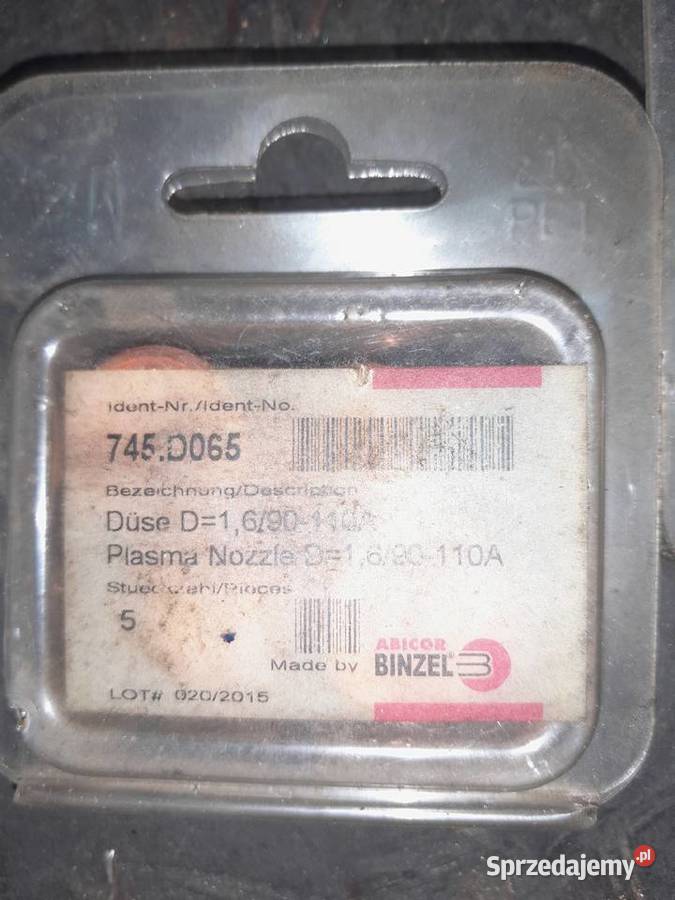 Ident-Nr./Ident-No.
745.D065
Bezeichnung/Description
Düse D=1,6/90-110A
Plasma Nozzle D=1,6/90-110A
Stueckzahl/Pieces
5
Made by
ABICOR
BINZEL®
LOT# 020/2015
Sprzedajemy.pl